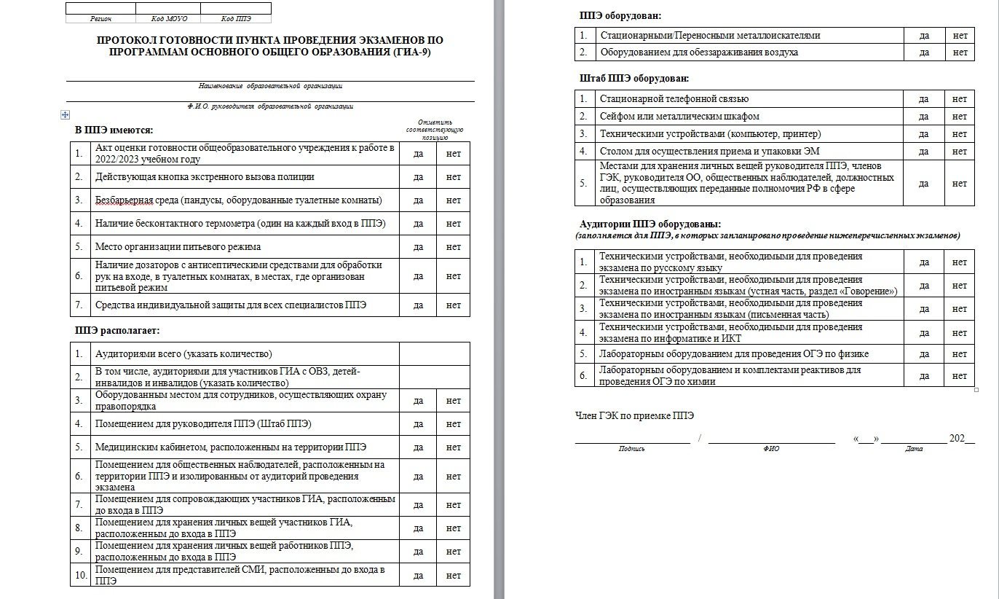 Регион Код МОУО Код ППЭ
ПРОТОКОЛ ГОТОВНОСТИ ПУНКТА ПРОВЕДЕНИЯ ЭКЗАМЕНОВ ПО
ПРОГРАММАМ ОСНОВНОГО ОБЩЕГО ОБРАЗОВАНИЯ (ГИА-9)
Наименование образовательной организации
Ф.И.О. руководителя образовательной организации
Отметить
соответствующую
позицию
В ППЭ имеются:
1. Акт оценки готовности общеобразовательного учреждения к работе в
2022/2023 учебном году да нет
2. Действующая кнопка экстренного вызова полиции да нет
3. Безбарьерная среда (пандусы, оборудованные туалетные комнаты) да нет
4. Наличие бесконтактного термометра (один на каждый вход в ППЭ) да нет
5. Место организации питьевого режима да нет
6. Наличие дозаторов с антисептическими средствами для обработки
рук на входе, в туалетных комнатах, в местах, где организован да нет
питьевой режим
7. Средства индивидуальной защиты для всех специалистов ППЭ да нет
ППЭ располагает:
1. Аудиториями всего (указать количество)
2. В том числе, аудиториями для участников ГИА с ОВЗ, детей-
инвалидов и инвалидов (указать количество)
3. Оборудованным местом для сотрудников, осуществляющих охрану
правопорядка да нет
4. Помещением для руководителя ППЭ (Штаб ППЭ) да нет
5. Медицинским кабинетом, расположенным на территории ППЭ да нет
6. Помещением для общественных наблюдателей, расположенным на
территории ППЭ и изолированным от аудиторий проведения да нет
экзамена
7. Помещением для сопровождающих участников ГИА, расположенным
до входа в ППЭ да нет
8. Помещением для хранения личных вещей участников ГИА,
расположенным до входа в ППЭ да нет
9. Помещением для хранения личных вещей работников ППЭ,
расположенным до входа в ППЭ да нет
10. Помещением для представителей СМИ, расположенным до входа в
ППЭ да нет
ППЭ оборудован:
1. Стационарными/Переносными металлоискателями да нет
2. Оборудованием для обеззараживания воздуха да нет
Штаб ППЭ оборудован:
1. Стационарной телефонной связью да нет
2. Сейфом или металлическим шкафом да нет
3. Техническими устройствами (компьютер, принтер) да нет
4. Столом для осуществления приема и упаковки ЭМ да нет
5. Местами для хранения личных вещей руководителя ППЭ, членов
ГЭК, руководителя ОО, общественных наблюдателей, должностных
лиц, осуществляющих переданные полномочия РФ в сфере да нет
образования
Аудитории ППЭ оборудованы:
(заполняется для ППЭ, в которых запланировано проведение нижеперечисленных экзаменов)
1. Техническими устройствами, необходимыми для проведения
экзамена по русскому языку да нет
2. Техническими устройствами, необходимыми для проведения
экзамена по иностранным языкам (устная часть, раздел «Говорение») да нет
3. Техническими устройствами, необходимыми для проведения
экзамена по иностранным языкам (письменная часть) да нет
4. Техническими устройствами, необходимыми для проведения
экзамена по информатике и ИКТ да нет
5. Лабораторным оборудованием для проведения ОГЭ по физике да нет
6. Лабораторным оборудованием и комплектами реактивов для
проведения ОГЭ по химии да нет
Член ГЭК по приемке ППЭ
/ «___» _____________ 202__
Подпись ФИО Дата